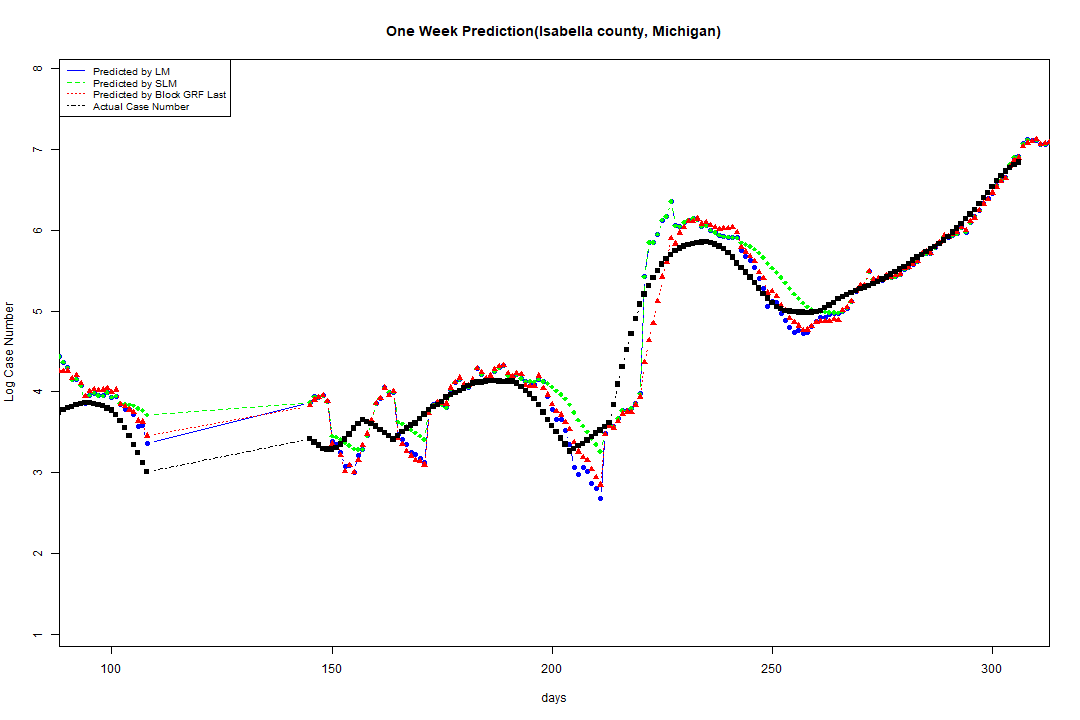 One Week Prediction(Isabella county, Michigan)
Predicted by LM
Predicted by SLM
Predicted by Block GRF Last
Actual Case Number
8
7
6
5
4
3
2
1
Log Case Number
100 150 200 250 300
days